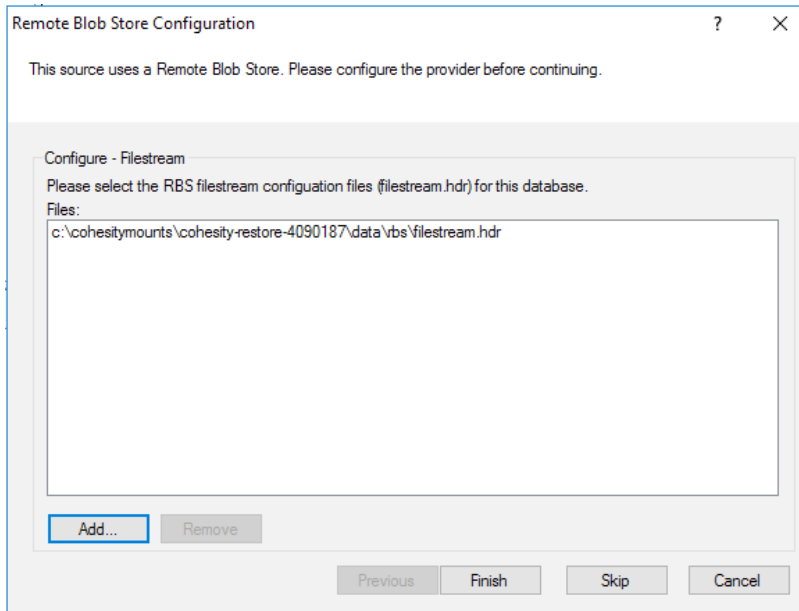 Remote Blob Store Configuration
?
This source uses a Remote Blob Store. Please configure the provider before continuing.
Configure - Filestream
Please select the RBS filestream configuation files (filestream.hdr) for this database.
Files:
c:\cohesitymounts\cohesity-restore-4090187\data\rbs\filestream.hdr
Add... Remove
Previous Finish Skip Cancel